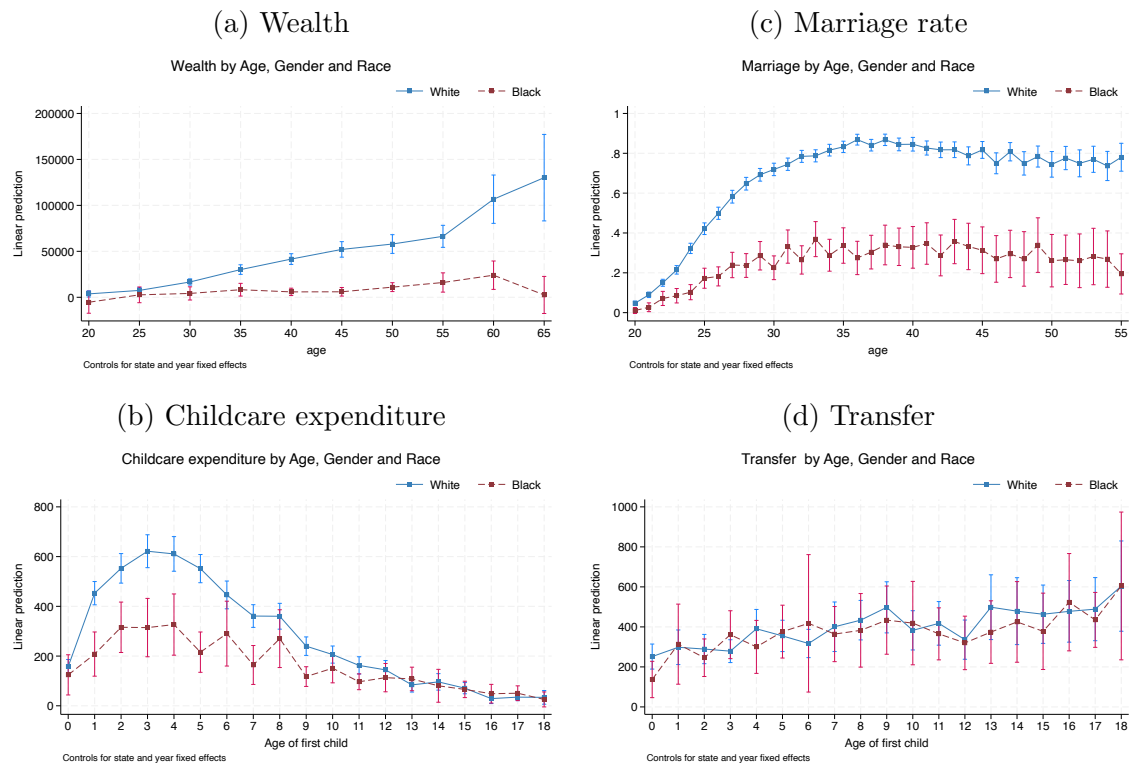 (a) Wealth
Wealth by Age, Gender and Race
White Black
Linear prediction
200000
150000
100000
50000
0
20 25 30 35 40 45 50 55 60 65
age
Controls for state and year fixed effects
(c) Marriage rate
Marriage by Age, Gender and Race
White Black
Linear prediction
1
.8
.6
.4
.2
0
20 25 30 35 40 45 50 55
age
Controls for state and year fixed effects
(b) Childcare expenditure
Childcare expenditure by Age, Gender and Race
White Black
Linear prediction
800
600
400
200
0
0 1 2 3 4 5 6 7 8 9 10 11 12 13 14 15 16 17 18
Age of first child
Controls for state and year fixed effects
(d) Transfer
Transfer by Age, Gender and Race
White Black
Linear prediction
1000
800
600
400
200
0
0 1 2 3 4 5 6 7 8 9 10 11 12 13 14 15 16 17 18
Age of first child
Controls for state and year fixed effects